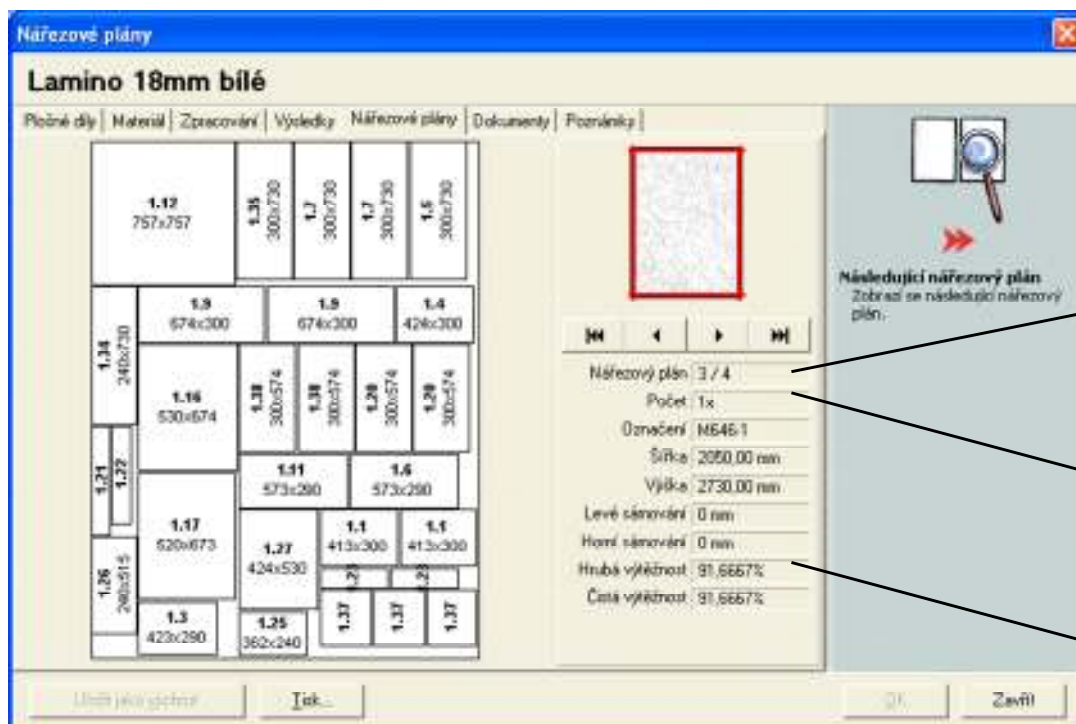 Nářezové plány
Lamino 18mm bílé
Plošné díly Materiál Zpracování Výsledky Nářezové plány Dokumenty Poznámky
1.12
757x757
1.35
300x730
1.7
300x730
1.7
300x730
1.5
300x730
1.34
240x730
1.9
674x300
1.9
674x300
1.4
424x300
1.16
530x674
1.38
300x574
1.38
300x574
1.20
300x574
1.20
300x574
1.21
1.22
1.11
573x290
1.6
573x290
1.17
520x673
1.27
424x530
1.1
413x300
1.1
413x300
1.26
240x515
1.23
1.23
1.3
423x290
1.25
362x240
1.37
1.37
1.37
Nářezový plán 3 / 4
Počet 1x
Označení M646-1
Šířka 2050,00 mm
Výška 2730,00 mm
Levé sámování 0 mm
Horní sámování 0 mm
Hrubá výtěžnost 91,6667%
Čistá výtěžnost 91,6667%
Následující nářezový plán
Zobrazí se následující nářezový
plán.
Uložit jako
Tisk...
OK
Zavřít